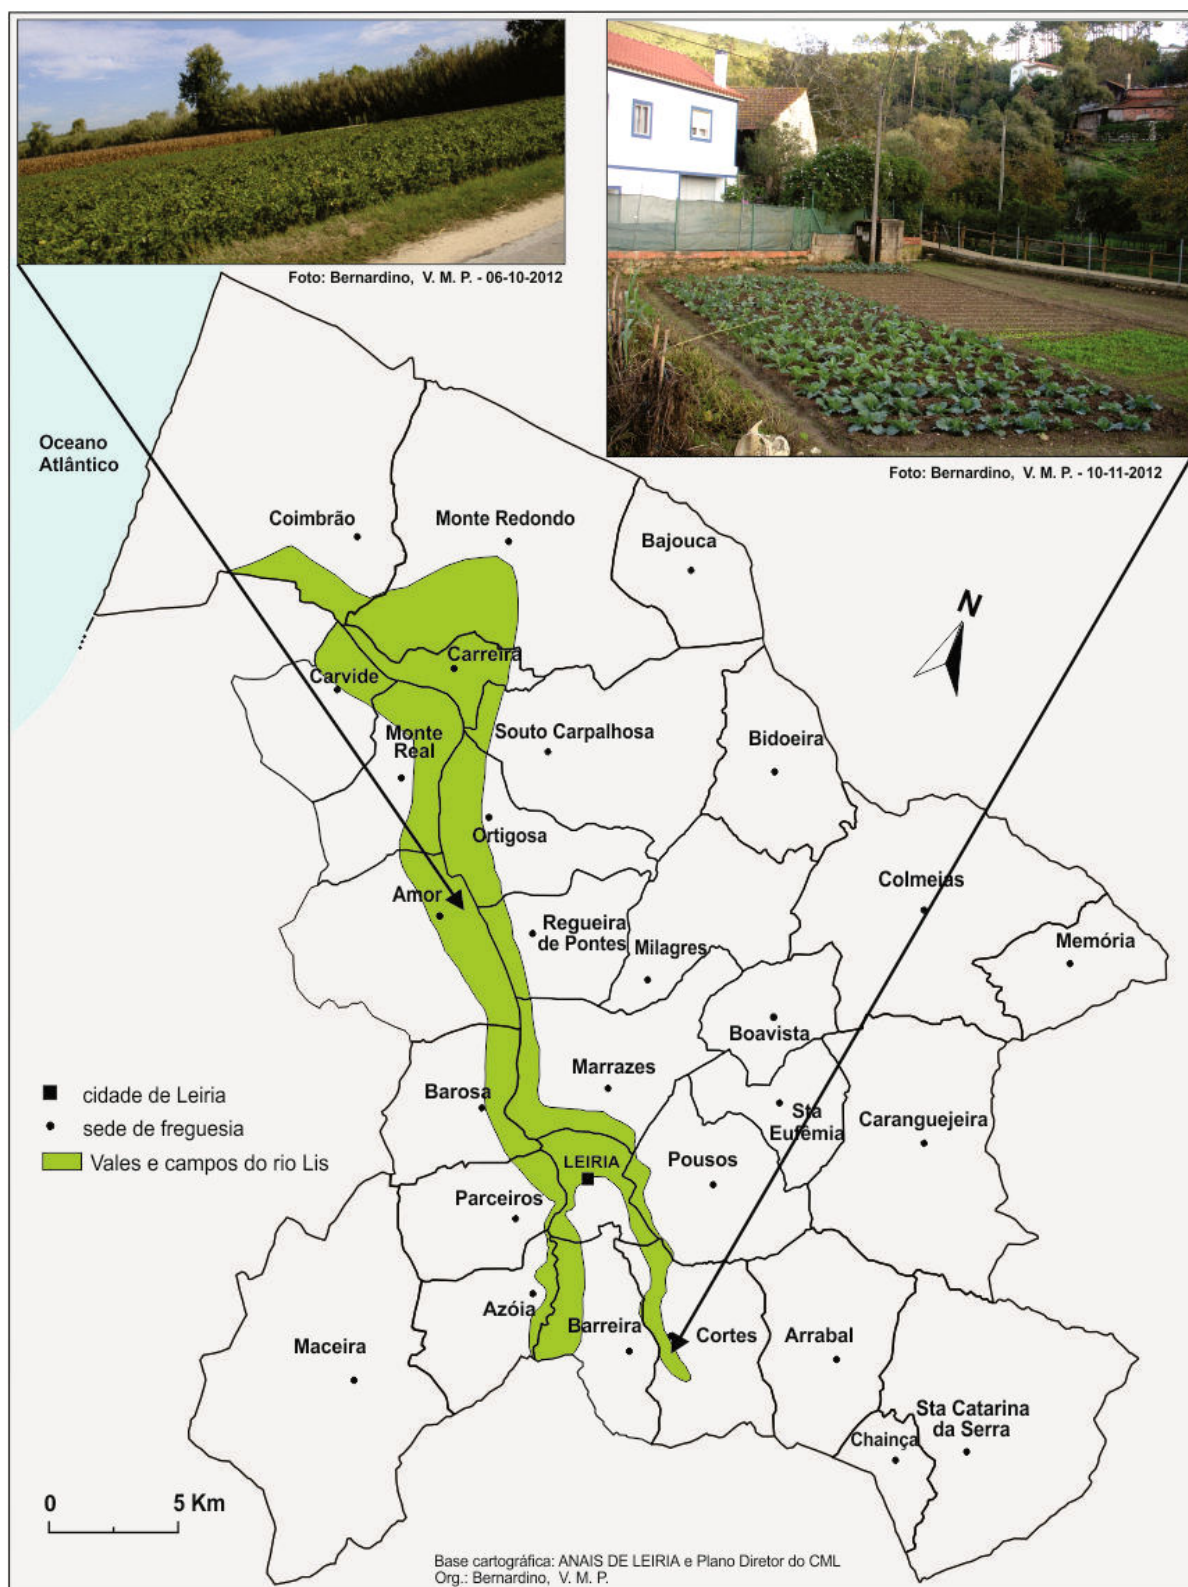 Foto: Bernardino, V. M. P. - 06-10-2012
Foto: Bernardino, V. M. P. - 10-11-2012
Oceano
Atlântico
Coimbrão
Monte Redondo
Bajouca
N
Carvide
Carreira
Monte
Real
Souto Carpalhosa
Bidoeira
Ortigosa
Amor
Regueira
de Pontes
Milagres
Colmeias
Memória
Boavista
Marrazes
Barosa
Sta
Eufêmia
Caranguejeira
cidade de Leiria
sede de freguesia
Vales e campos do rio Lis
LEIRIA
Pousos
Parceiros
Azóia
Barreira
Cortes
Arrabal
Maceira
Sta Catarina
da Serra
Chainça
0 5 Km
Base cartográfica: ANAIS DE LEIRIA e Plano Diretor do CML
Org.: Bernardino, V. M. P.